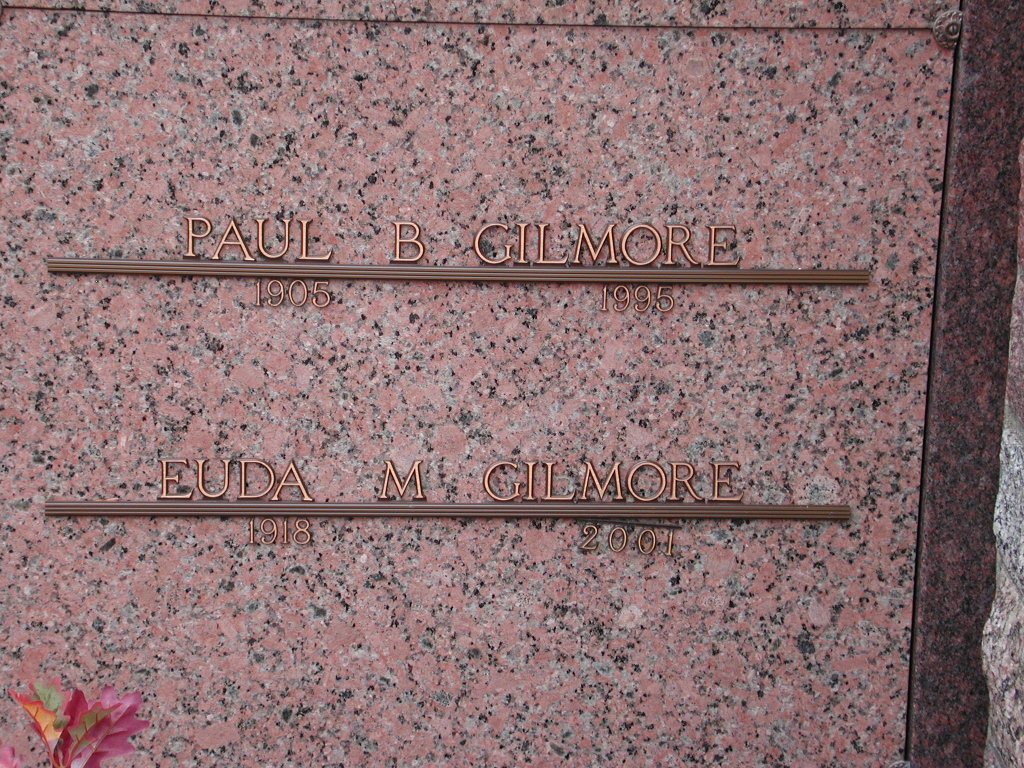 PAUL B GILMORE
1905 1995
EUDA M GILMORE
1918 2001